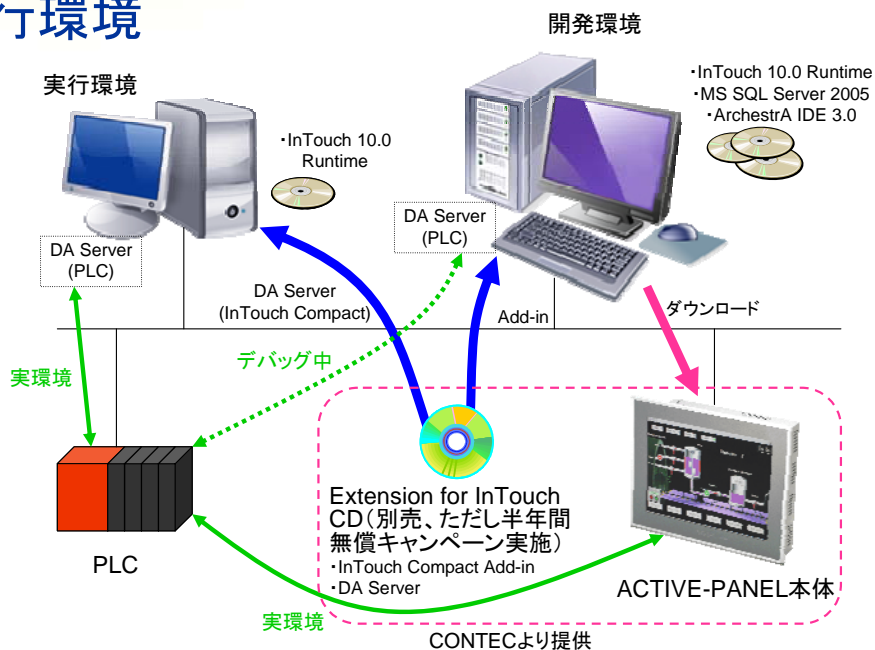 行環境
開発環境
実行環境
・InTouch 10.0 Runtime
・MS SQL Server 2005
・ArchestrA IDE 3.0
・InTouch 10.0
Runtime
DA Server
(PLC)
DA Server
(PLC)
DA Server
(InTouch Compact)
Add-in
ダウンロード
デバッグ中
実環境
Extension for InTouch
CD(別売、ただし半年間
無償キャンペーン実施)
・InTouch Compact Add-in
・DA Server
PLC
ACTIVE-PANEL本体
実環境
CONTECより提供